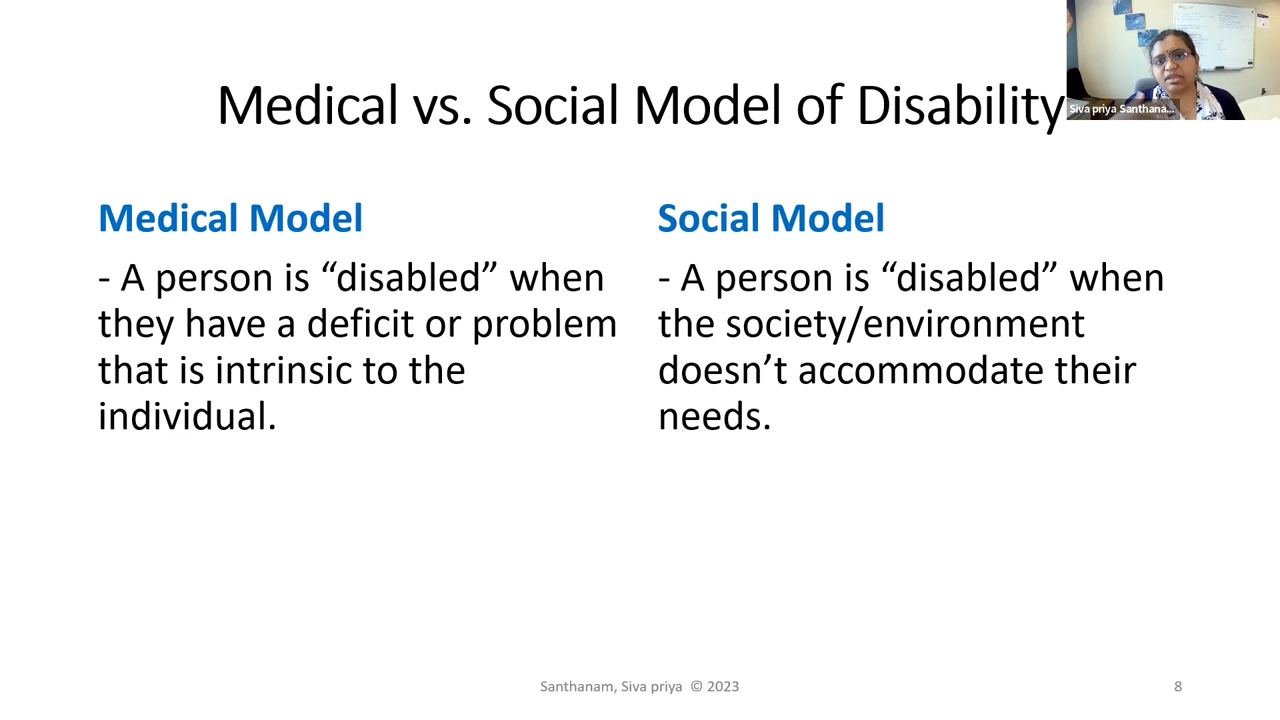 Medical vs. Social Model of Disability
Siva priya Santhana...
Medical Model
- A person is “disabled” when
they have a deficit or problem
that is intrinsic to the
individual.
Social Model
- A person is “disabled” when
the society/environment
doesn’t accommodate their
needs.
Santhanam, Siva priya © 2023
8